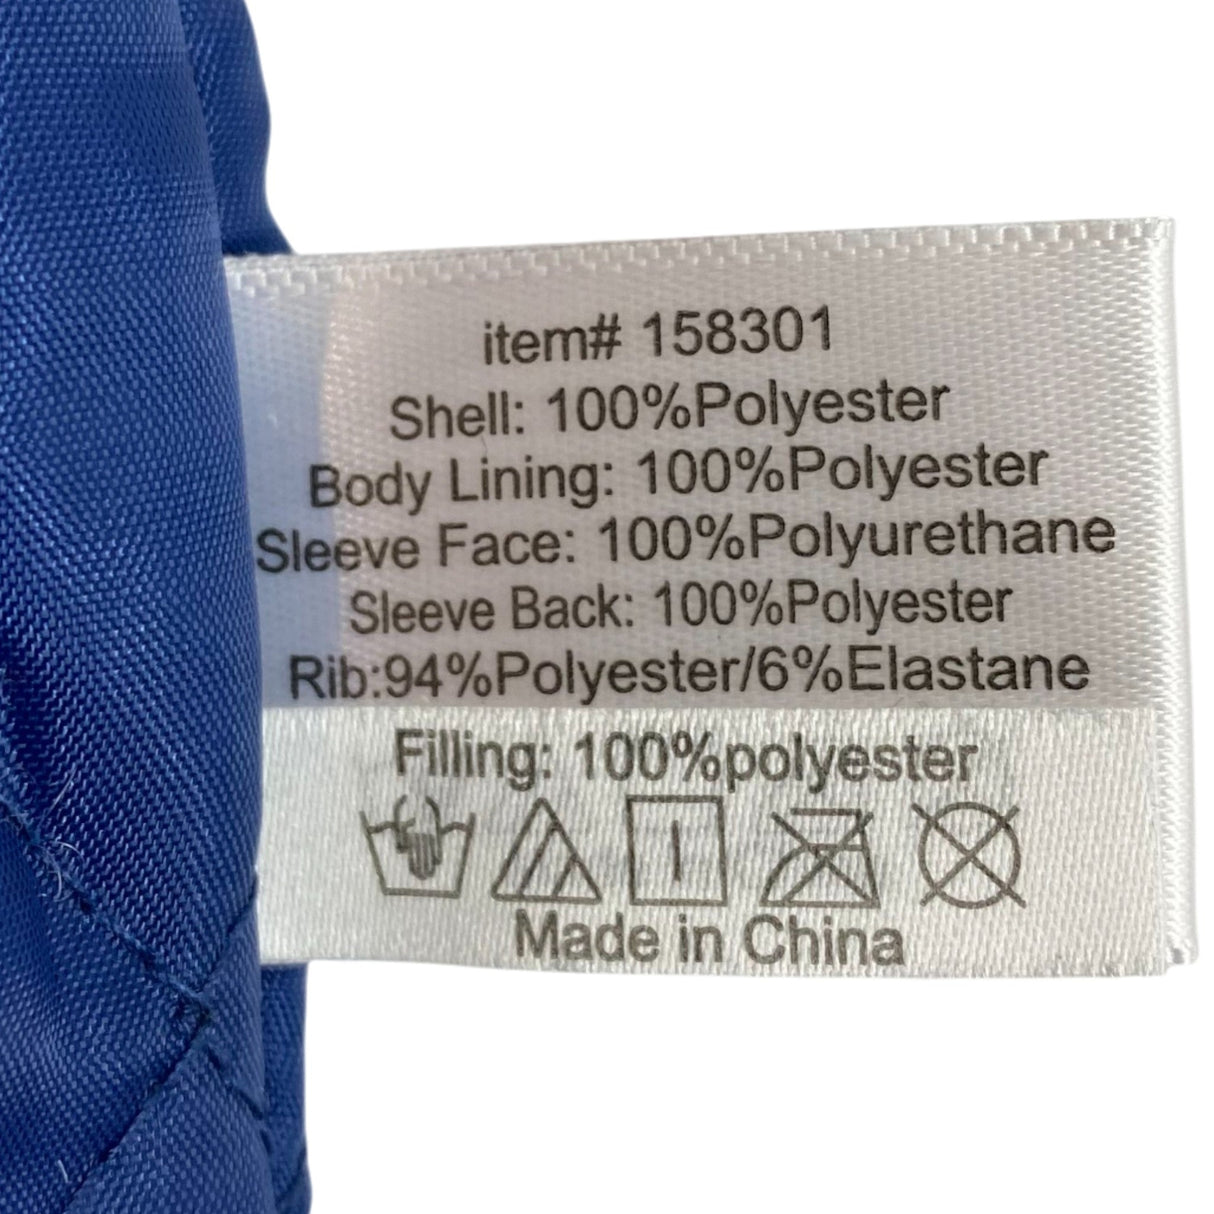 item# 158301
Shell: 100%Polyester
Body Lining: 100%Polyester
Sleeve Face: 100%Polyurethane
Sleeve Back: 100%Polyester
Rib:94%Polyester/6%Elastane
Filling: 100%polyester
Made in China